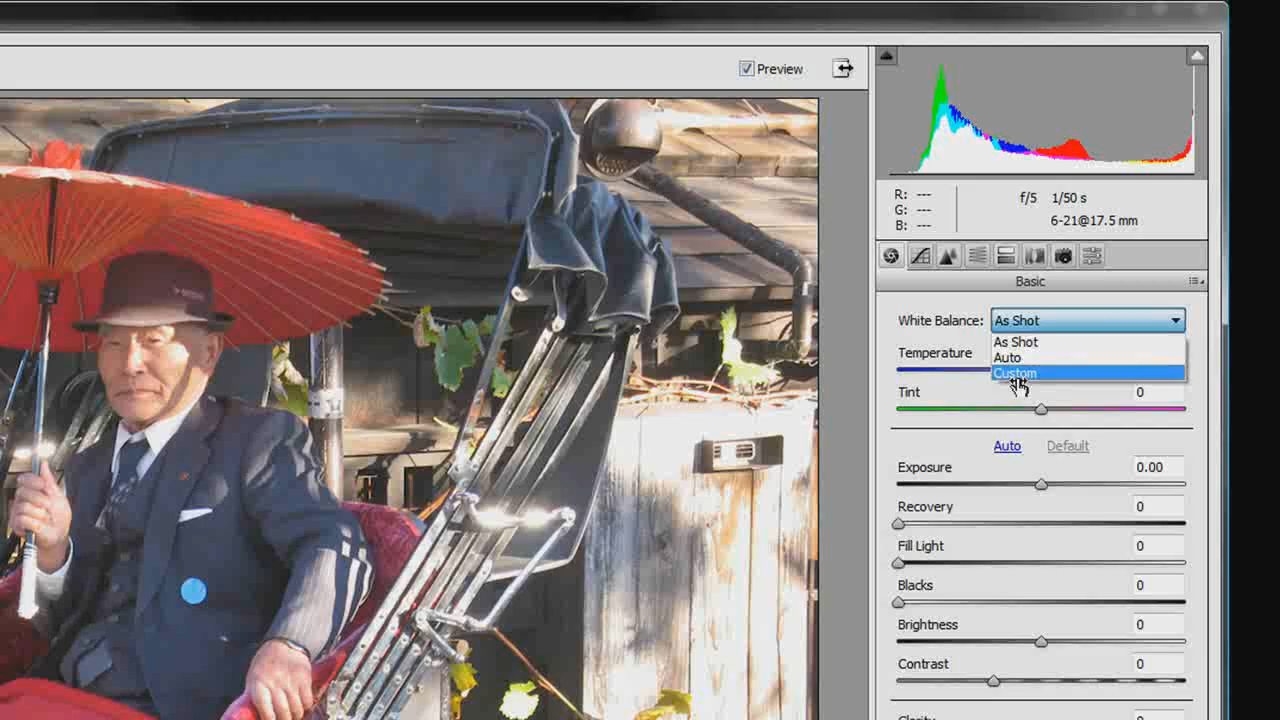 Preview
R: ---
G: ---
B: ---
f/5 1/50 s
6-21@17.5 mm
Basic
White Balance: As Shot
As Shot
Auto
Custom
Temperature
Tint 0
Auto Default
Exposure 0.00
Recovery 0
Fill Light 0
Blacks 0
Brightness 0
Contrast 0